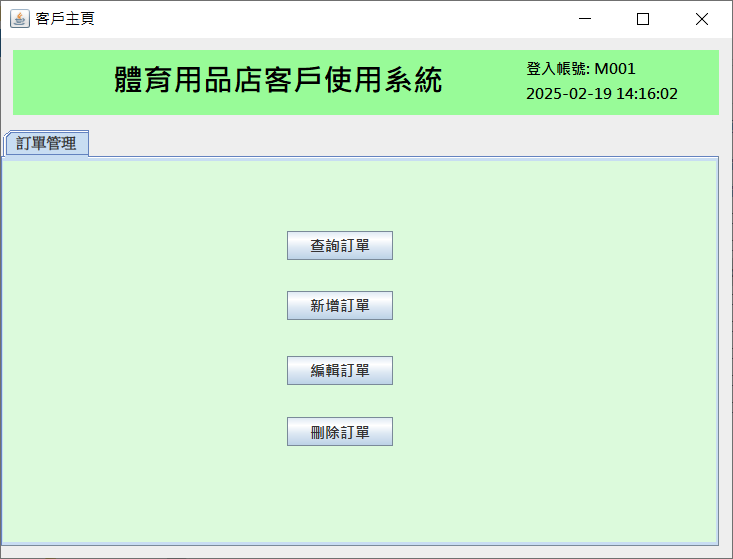 客戶主頁
體育用品店客戶使用系統
登入帳號: M001
2025-02-19 14:16:02
訂單管理
查詢訂單
新增訂單
編輯訂單
刪除訂單